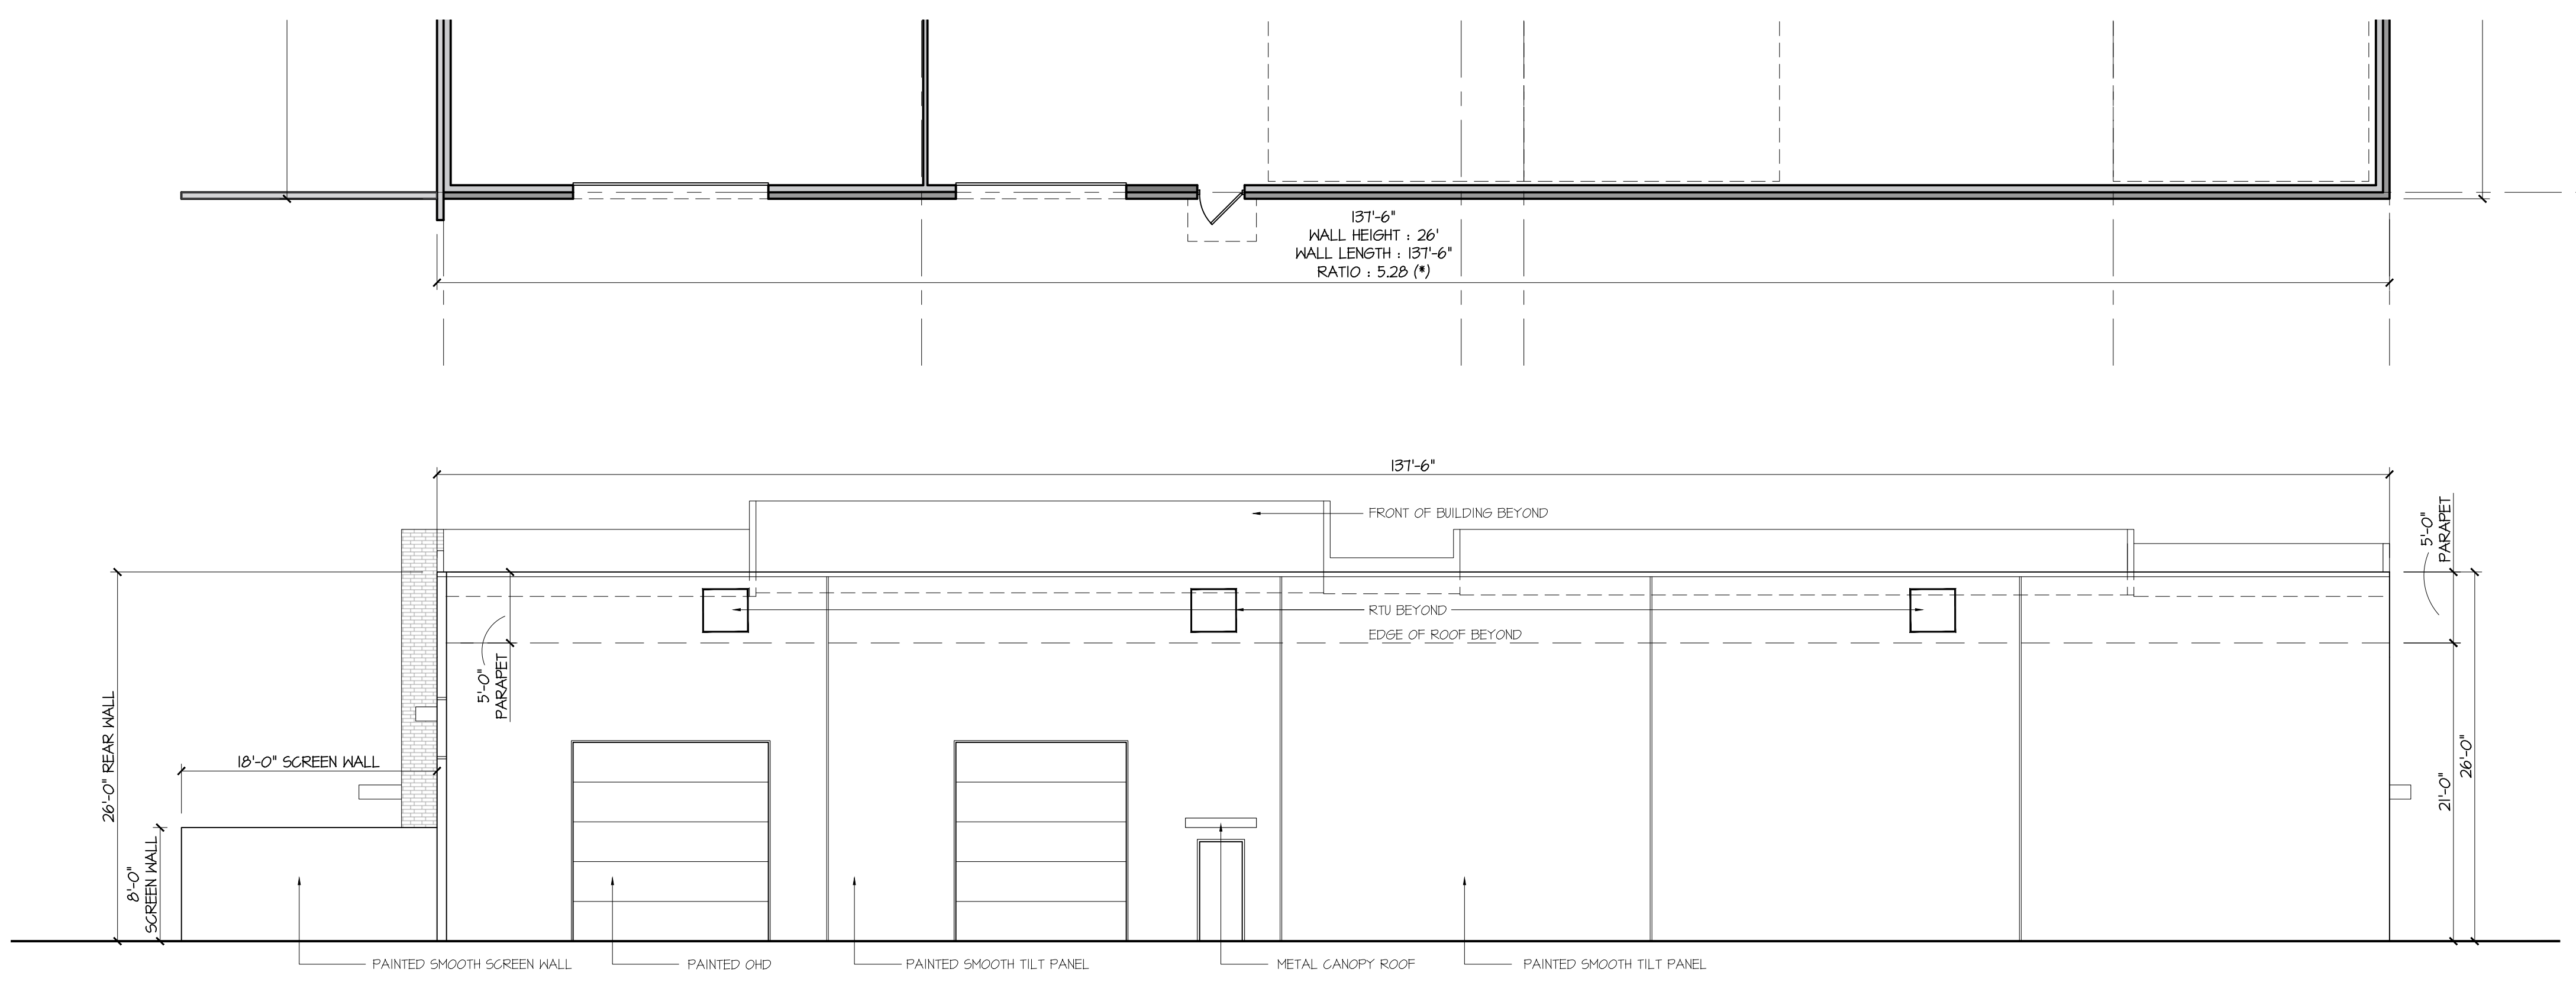 137'-6"
WALL HEIGHT : 26'
WALL LENGTH : 137'-6"
RATIO : 5.28 (*)
137'-6"
FRONT OF BUILDING BEYOND
5'-0"
PARAPET
RTU BEYOND
EDGE OF ROOF BEYOND
5'-0"
PARAPET
26'-0" REAR WALL
18'-0" SCREEN WALL
8'-0"
SCREEN WALL
21'-0"
26'-0"
PAINTED SMOOTH SCREEN WALL
PAINTED OHD
PAINTED SMOOTH TILT PANEL
METAL CANOPY ROOF
PAINTED SMOOTH TILT PANEL